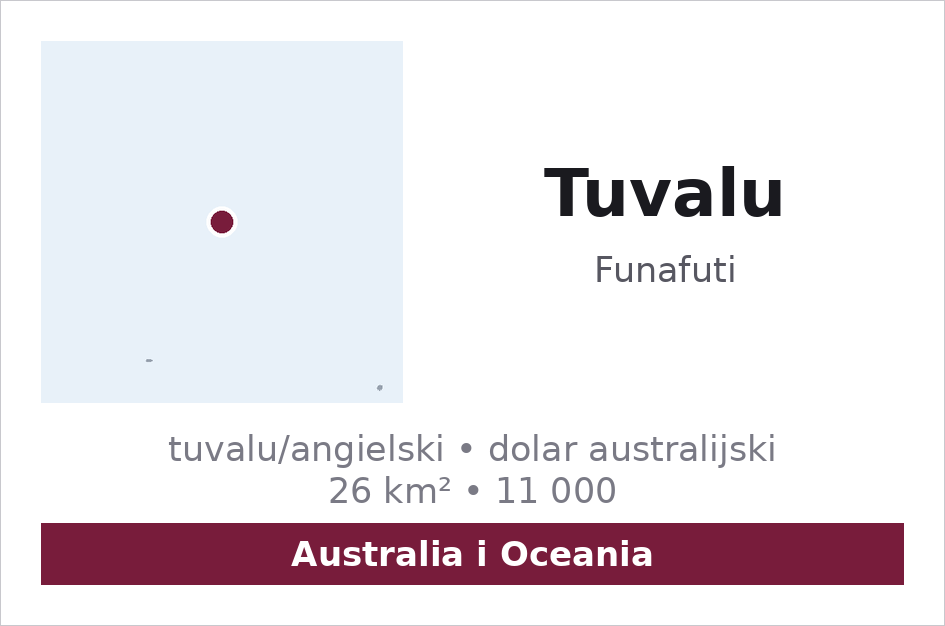 Tuvalu
Funafuti
tuvalu/angielski • dolar australijski
26 km² • 11 000
Australia i Oceania